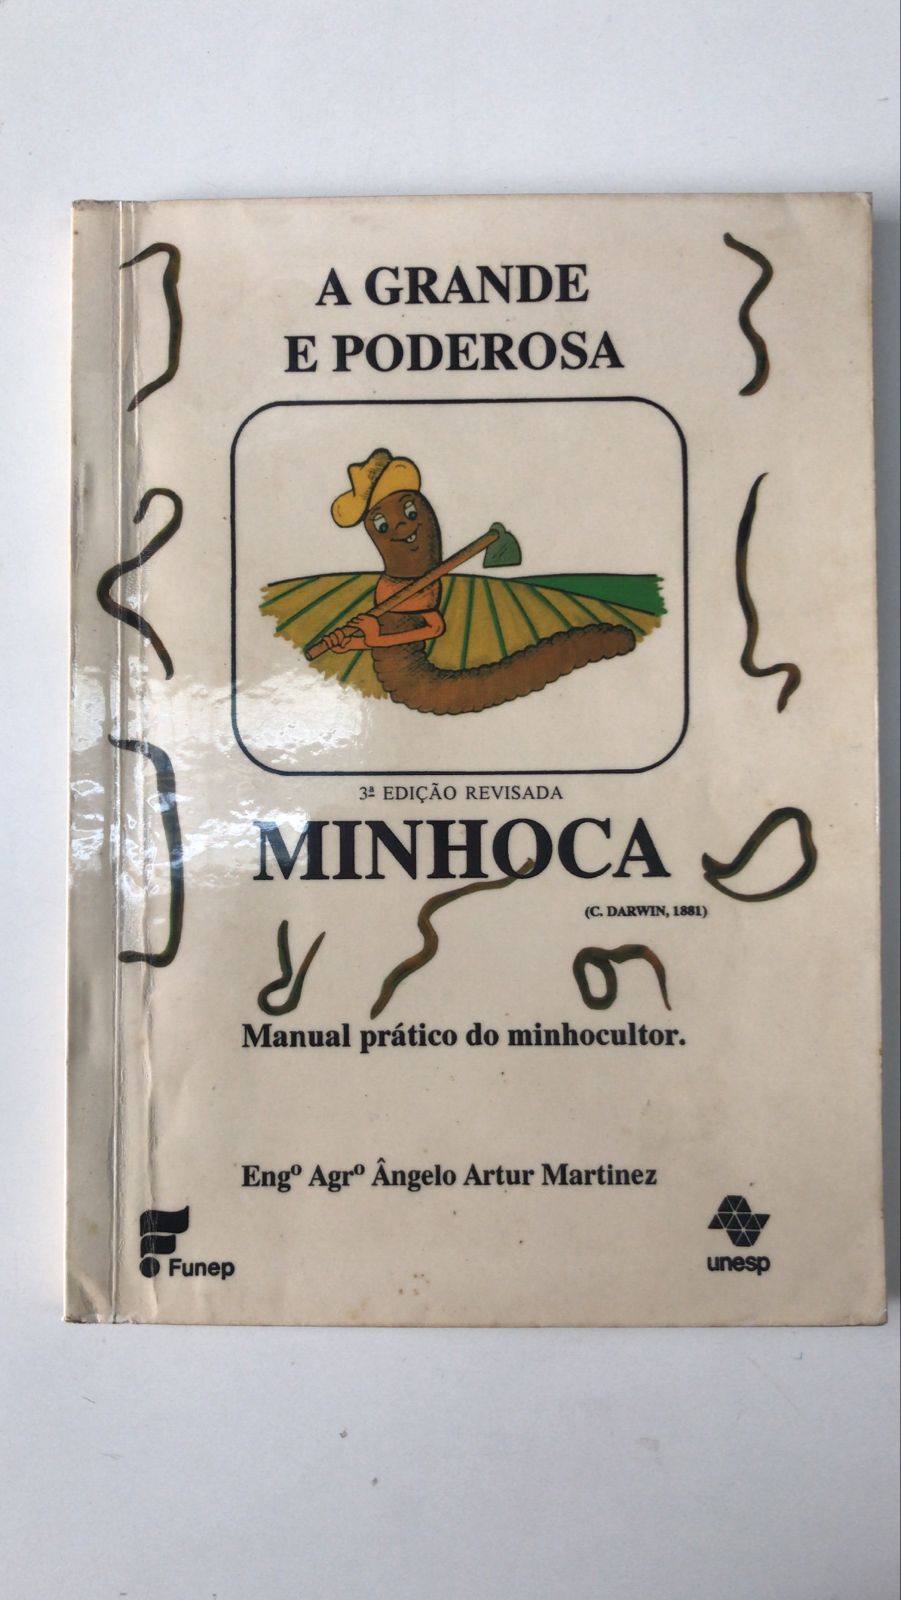 A GRANDE
E PODEROSA
3ª EDIÇÃO REVISADA
MINHOCA
(C. DARWIN, 1881)
Manual prático do minhocultor.
Engº Agrº Ângelo Artur Martinez
Funep
unesp